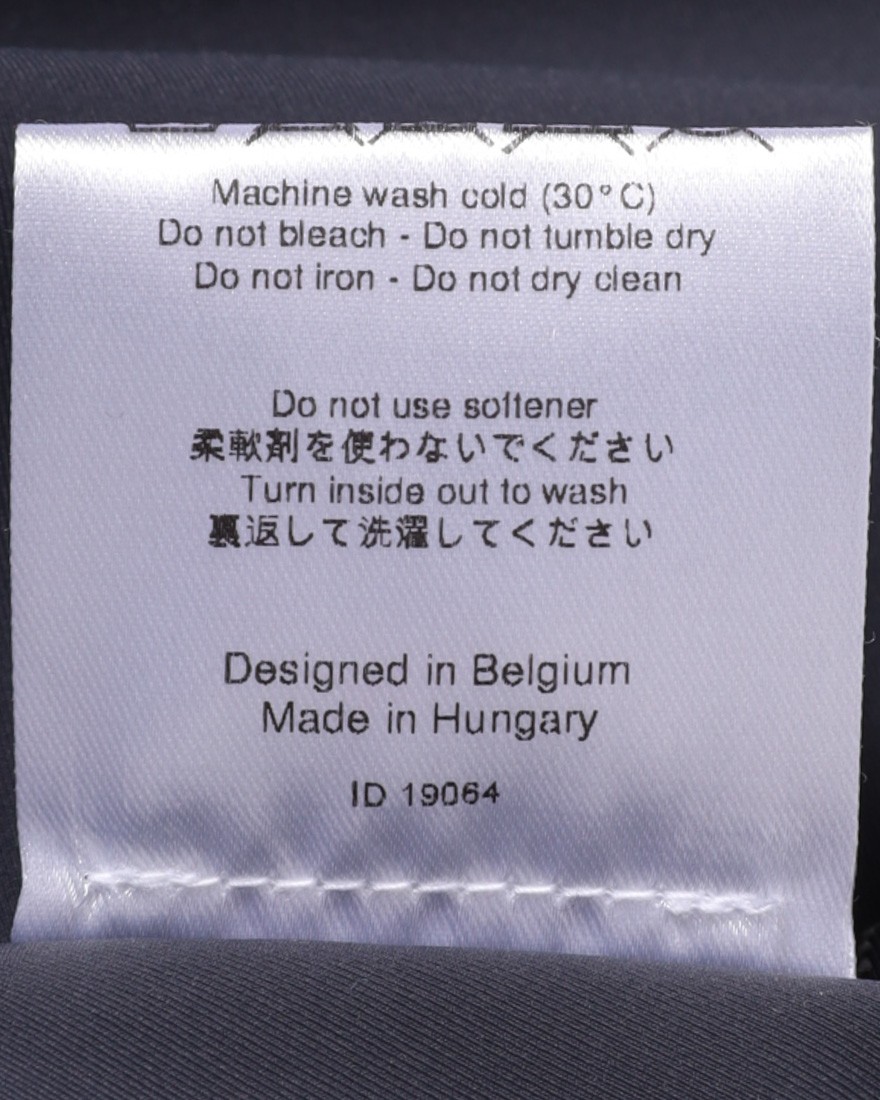 Machine wash cold (30°C)
Do not bleach - Do not tumble dry
Do not iron - Do not dry clean
Do not use softener
柔軟剤を使わないでください
Turn inside out to wash
裏返して洗濯してください
Designed in Belgium
Made in Hungary
ID 19064